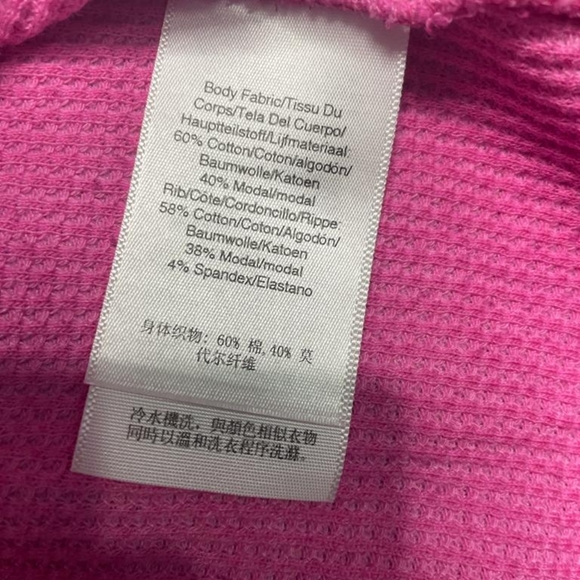 Body Fabric/Tissu Du
Corps/Tela Del Cuerpo/
Hauptteilstoff/Lijfmateriaal:
60% Cotton/Coton/algodón/
Baumwolle/Katoen
40% Modal/modal
Rib/Côte/Cordoncillo/Rippe:
58% Cotton/Coton/Algodón/
Baumwolle/Katoen
38% Modal/modal
4% Spandex/Elastano
身体织物: 60% 棉,40% 莫
代尔纤维
冷水機洗, 與顏色相似衣物
同時以溫和洗衣程序洗滌.